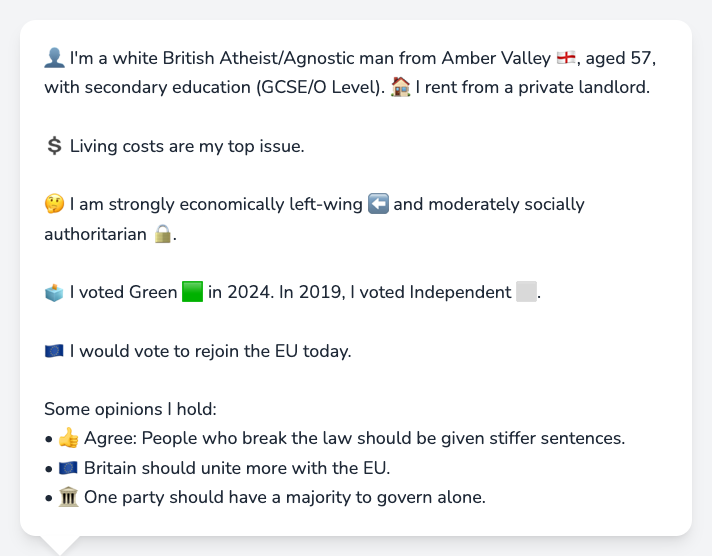 👤 I'm a white British Atheist/Agnostic man from Amber Valley 🏴󠁧󠁢󠁥󠁮󠁧󠁿, aged 57,
with secondary education (GCSE/O Level). 🏠 I rent from a private landlord.
💲 Living costs are my top issue.
🤔 I am strongly economically left-wing ⬅️ and moderately socially
authoritarian 🔒.
🗳️ I voted Green 🟩 in 2024. In 2019, I voted Independent ⬜.
🇪🇺 I would vote to rejoin the EU today.
Some opinions I hold:
• 👍 Agree: People who break the law should be given stiffer sentences.
• 🇪🇺 Britain should unite more with the EU.
• 🏛️ One party should have a majority to govern alone.